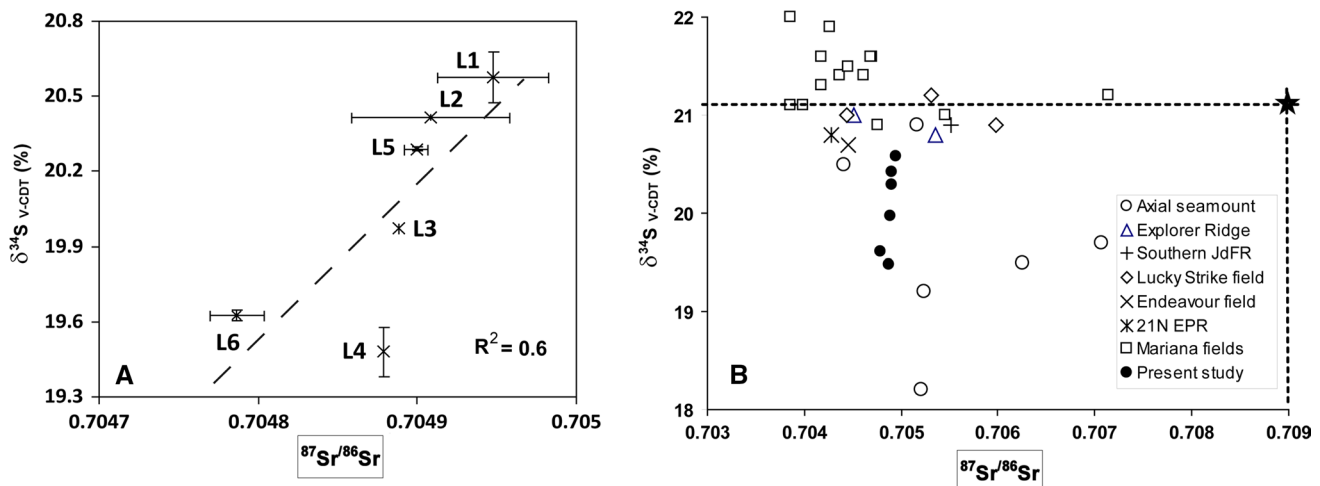 20.8
20.5
20.2
19.9
19.6
19.3
δ³⁴S V-CDT (%)
L1
L2
L5
L3
L6
L4
R² = 0.6
A
0.7047
0.7048
0.7049
0.705
⁸⁷Sr/⁸⁶Sr
22
21
20
19
18
δ³⁴S V-CDT (%)
Axial seamount
Explorer Ridge
Southern JdFR
Lucky Strike field
Endeavour field
21N EPR
Mariana fields
Present study
B
0.703
0.704
0.705
0.706
0.707
0.708
0.709
⁸⁷Sr/⁸⁶Sr